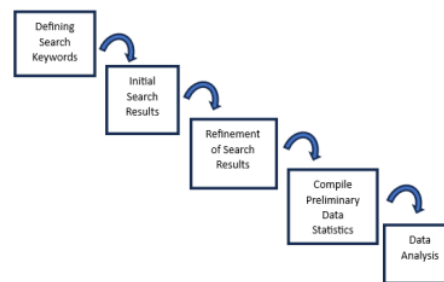 Defining
Search
Keywords
Initial
Search
Results
Refinement
of Search
Results
Compile
Preliminary
Data
Statistics
Data
Analysis